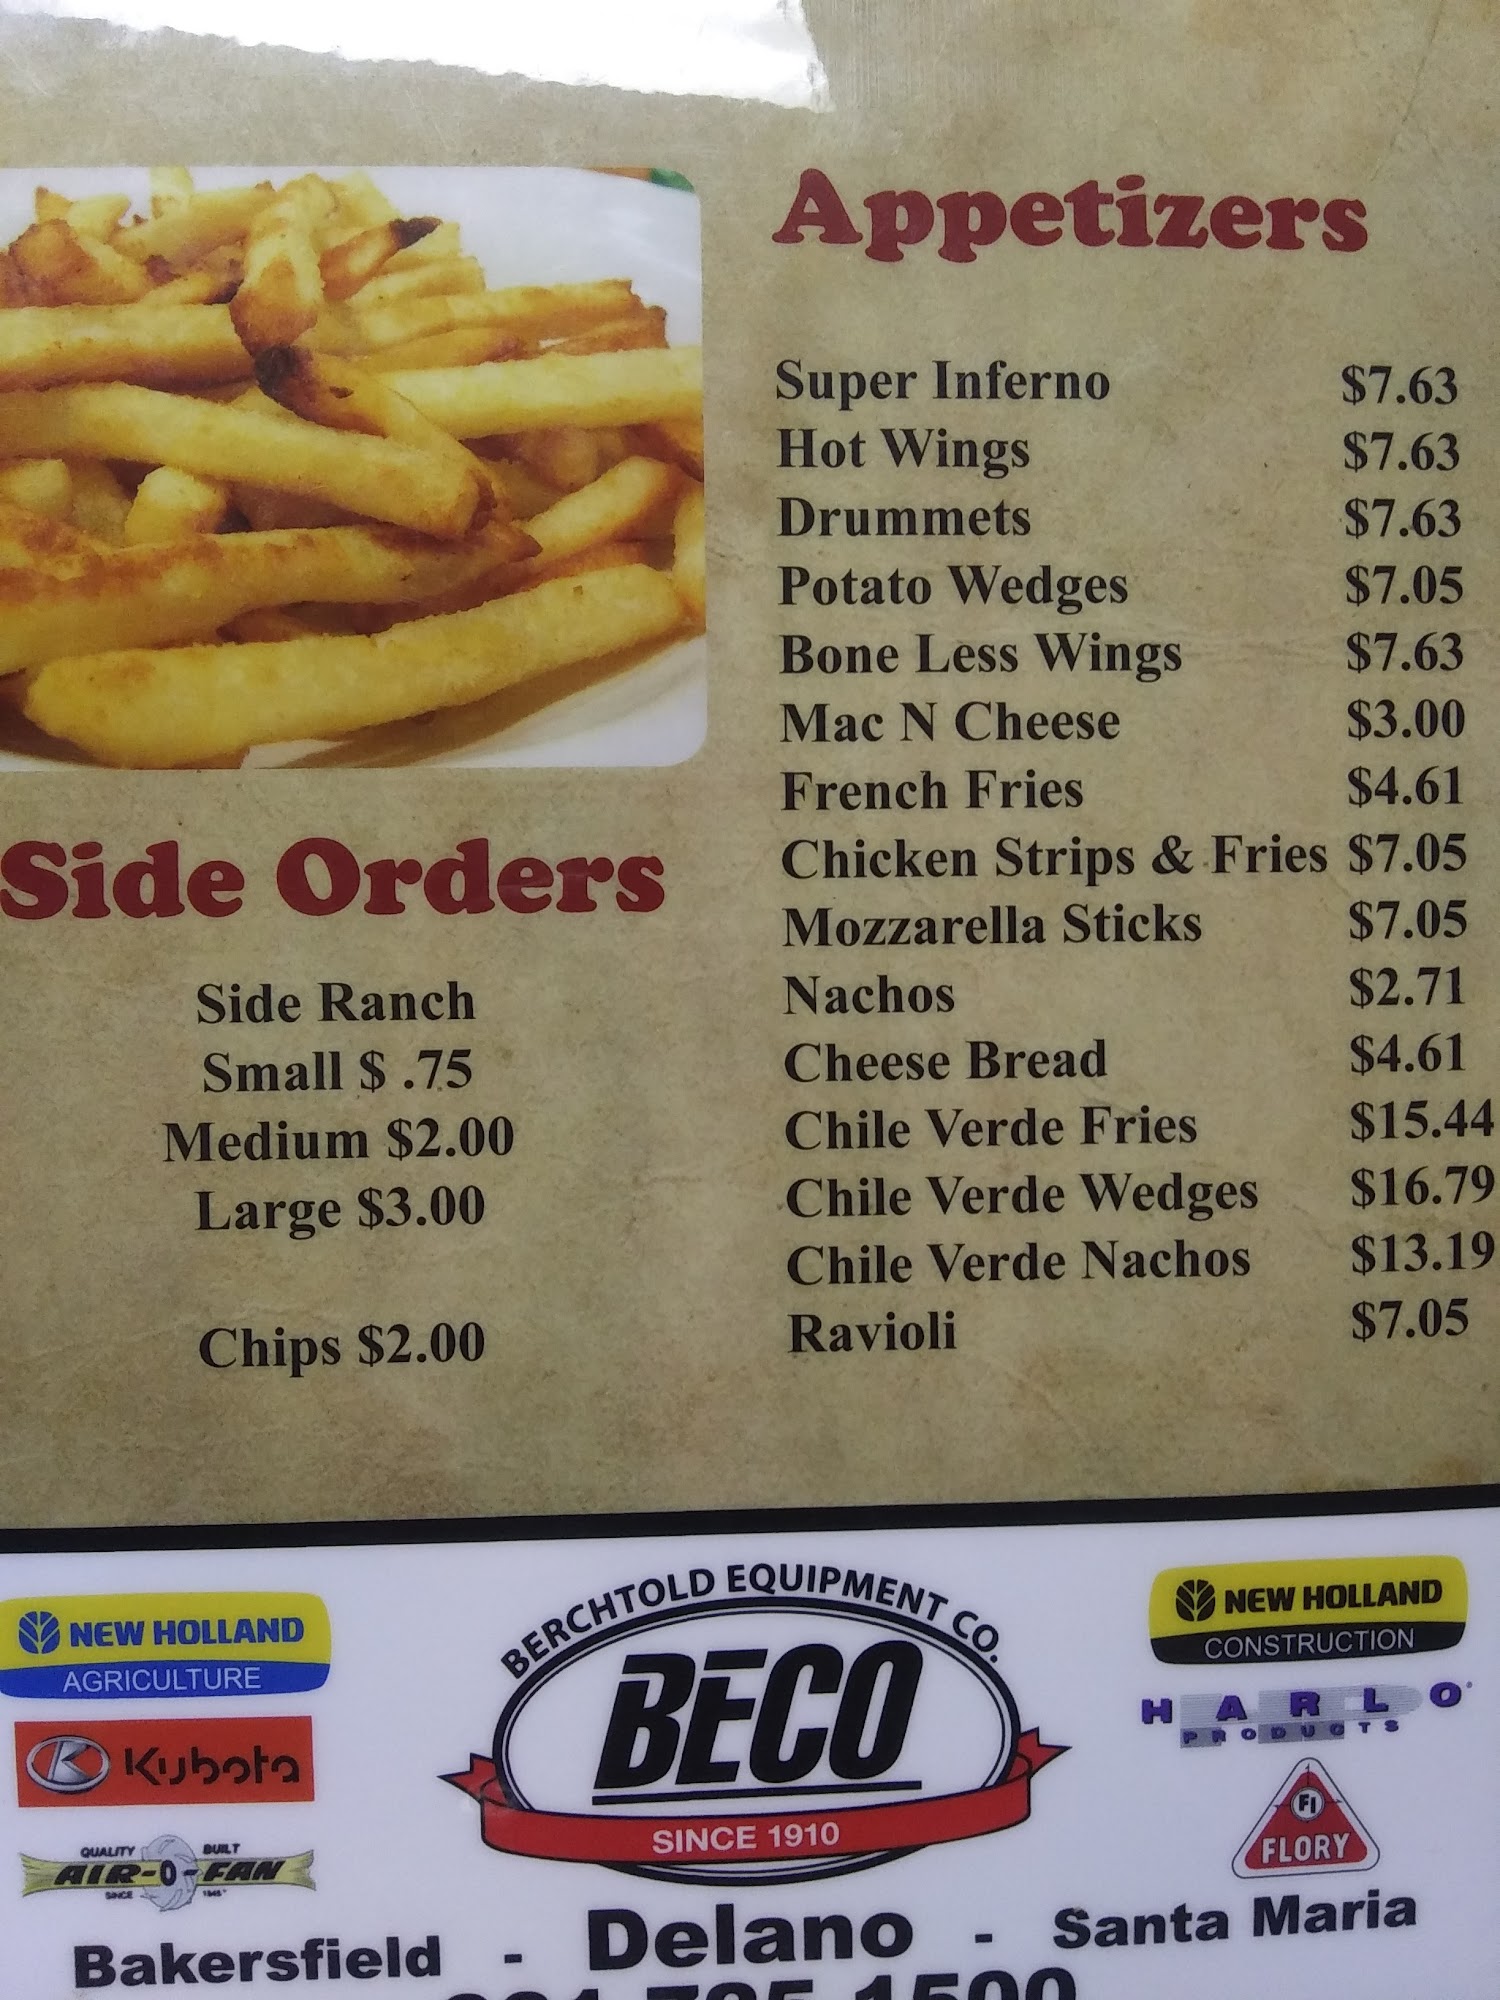 Appetizers
Super Inferno $7.63
Hot Wings $7.63
Drummets $7.63
Potato Wedges $7.05
Bone Less Wings $7.63
Mac N Cheese $3.00
French Fries $4.61
Chicken Strips & Fries $7.05
Mozzarella Sticks $7.05
Nachos $2.71
Cheese Bread $4.61
Chile Verde Fries $15.44
Chile Verde Wedges $16.79
Chile Verde Nachos $13.19
Ravioli $7.05
Side Orders
Side Ranch
Small $ .75
Medium $2.00
Large $3.00
Chips $2.00
NEW HOLLAND
AGRICULTURE
Kubota
QUALITY BUILT
AIR-O-FAN
SINCE
BERCHTOLD EQUIPMENT CO.
BECO
SINCE 1910
NEW HOLLAND
CONSTRUCTION
HARLO
PRODUCTS
FI
FLORY
Bakersfield - Delano - Santa Maria
725-1500